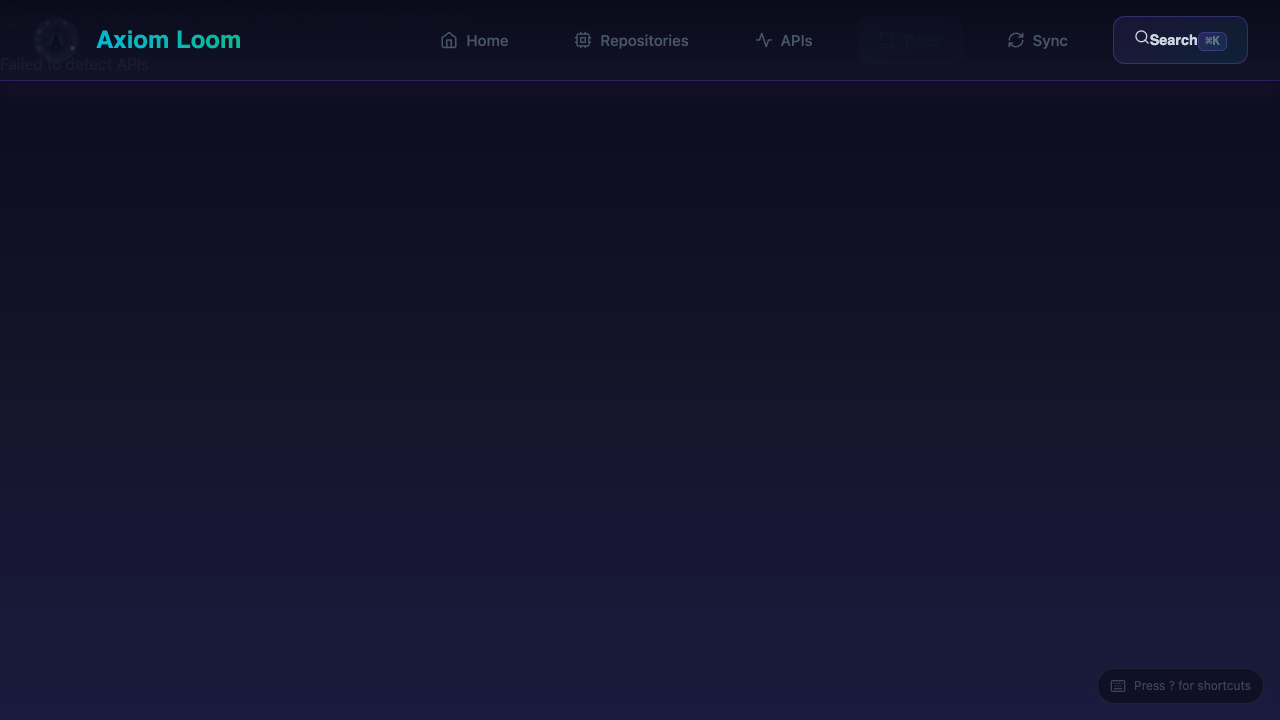 Axiom Loom
Home
Repositories
APIs
Docs
Sync
Search ⌘K
Failed to detect APIs
Press ? for shortcuts